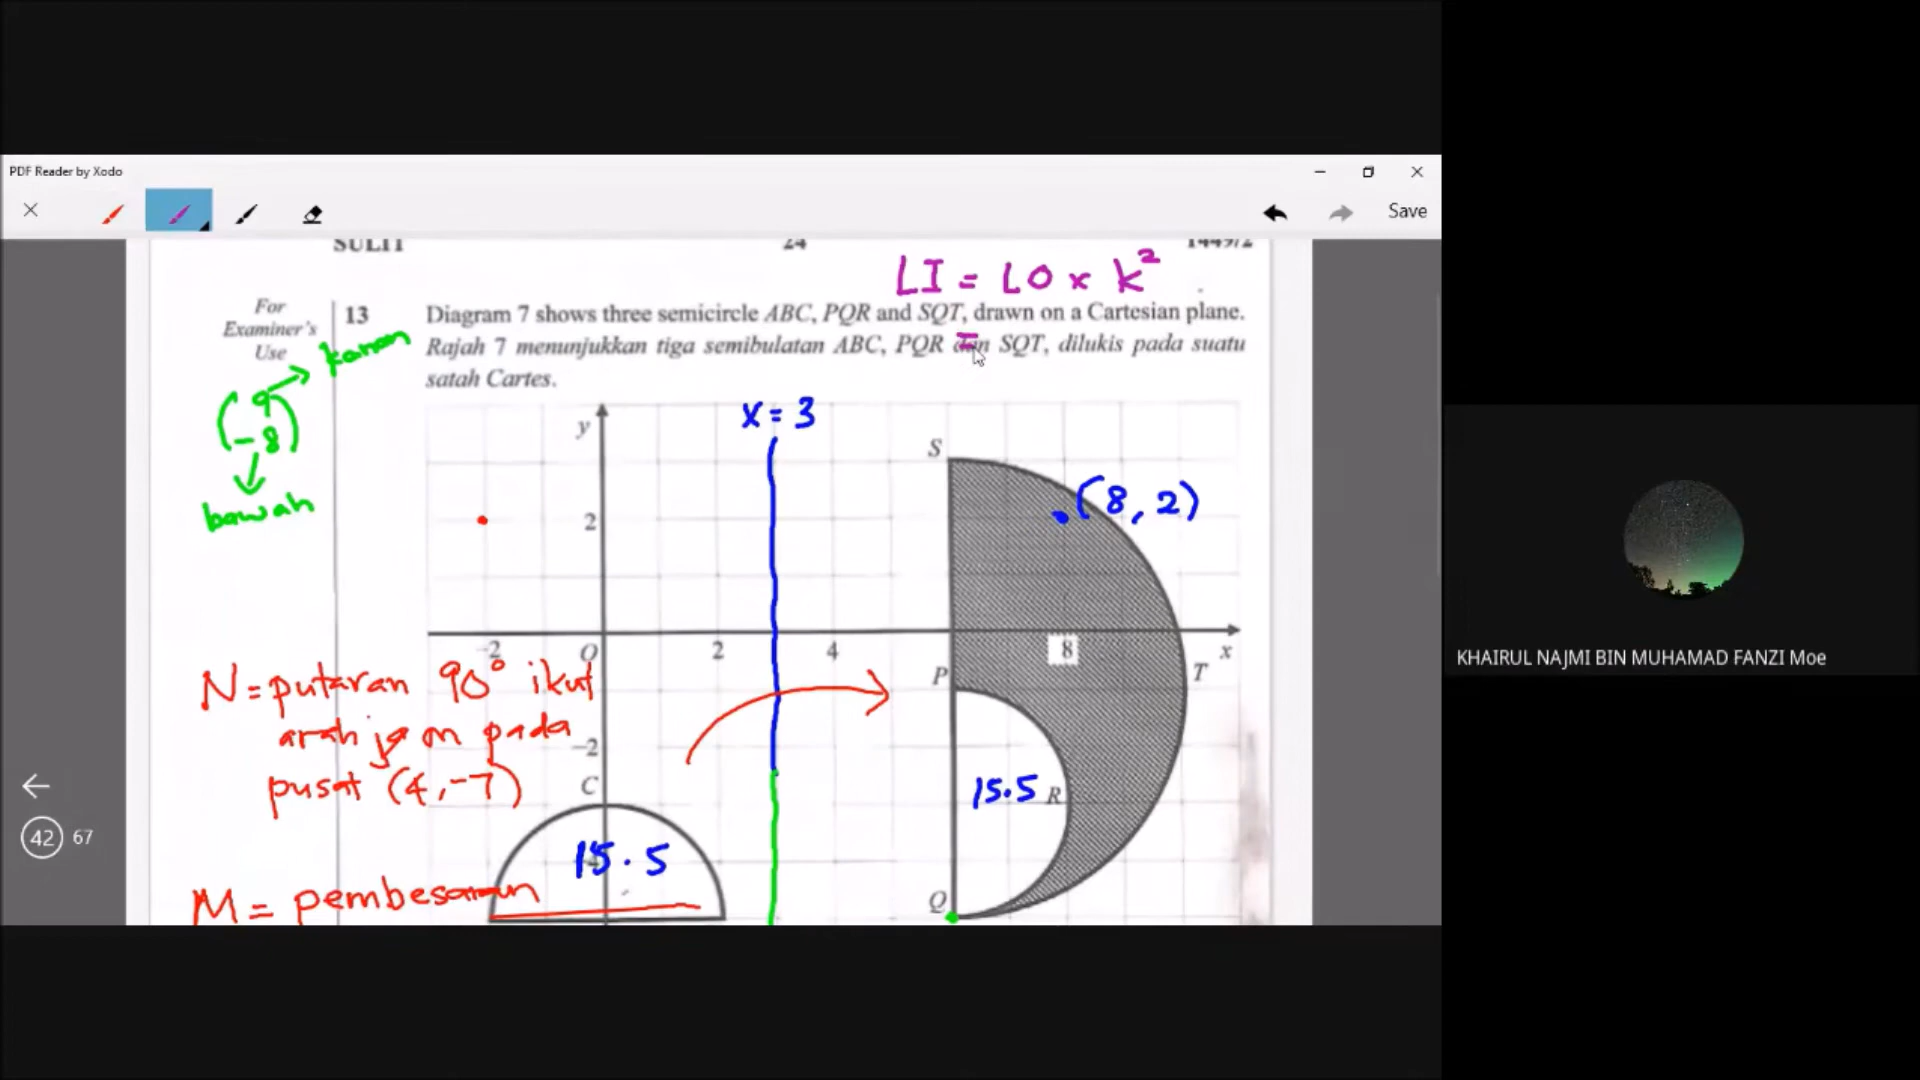 PDF Reader by Xodo
Save
SULIT 24 1449/2
LI = LO x k²
For
Examiner's
Use
13 Diagram 7 shows three semicircle ABC, PQR and SQT, drawn on a Cartesian plane.
Rajah 7 menunjukkan tiga semibulatan ABC, PQR dan SQT, dilukis pada suatu
satah Cartes.
=
kanan
(9
-8)
bawah
x = 3
y
S
(8, 2)
2
-2 O 2 4 8 x
P T
N = putaran 90° ikut
arah jam pada
pusat (4, -7)
-2
C
15.5 R
15.5
M = pembesaran
Q
42 67
KHAIRUL NAJMI BIN MUHAMAD FANZI Moe